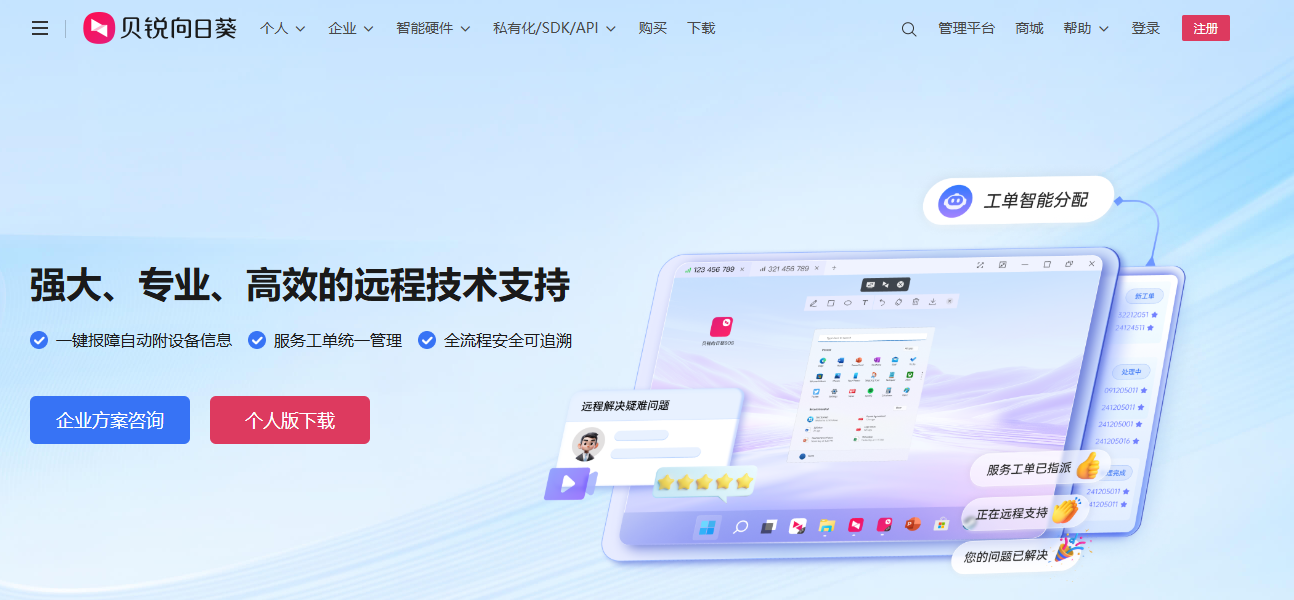 贝锐向日葵 个人 企业 智能硬件 私有化/SDK/API 购买 下载 管理平台 商城 帮助 登录 注册
工单智能分配
强大、专业、高效的远程技术支持
一键报障自动附设备信息 服务工单统一管理 全流程安全可追溯
企业方案咨询 个人版下载
123 456 789 321 456 789
远程解决疑难问题
新工单
24124511
处理中
091205011
241205011
241205001
241205016
服务工单已指派
已完成
241205011
41205011
正在远程支持
您的问题已解决